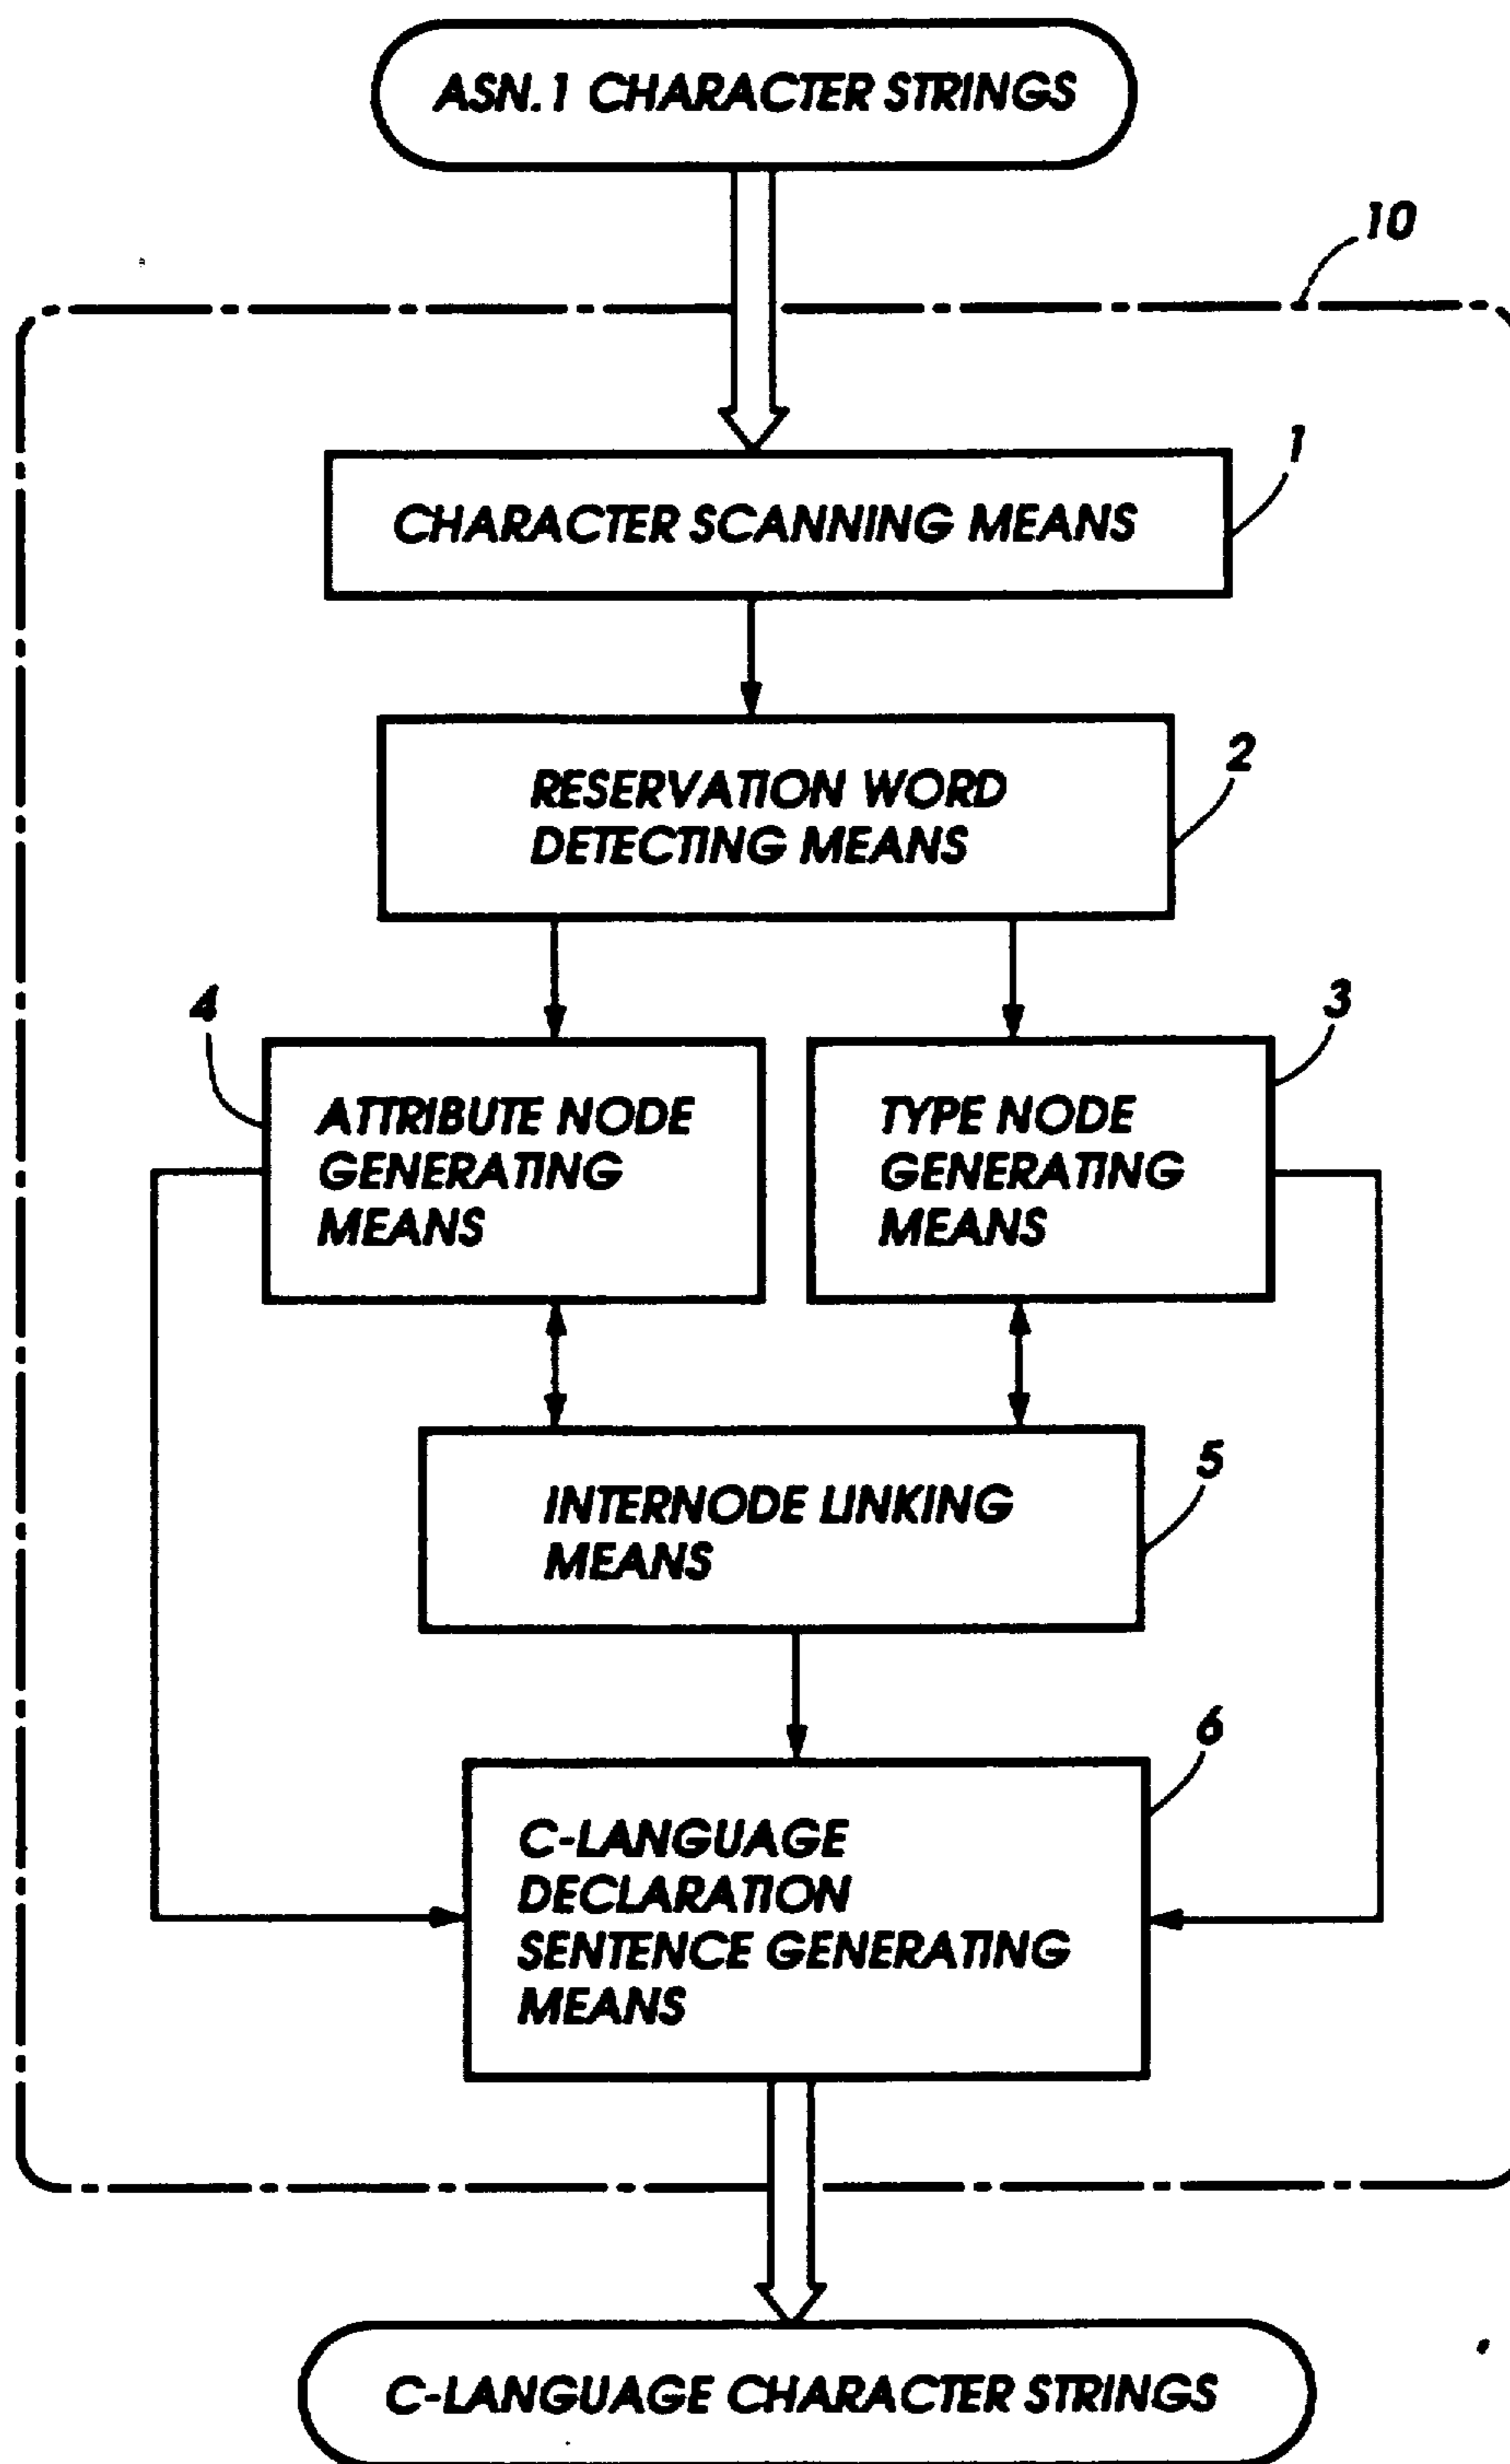 ASN.1 CHARACTER STRINGS
10
1
CHARACTER SCANNING MEANS
2
RESERVATION WORD
DETECTING MEANS
4
3
ATTRIBUTE NODE
GENERATING
MEANS
TYPE NODE
GENERATING
MEANS
5
INTERNODE LINKING
MEANS
6
C-LANGUAGE
DECLARATION
SENTENCE GENERATING
MEANS
C-LANGUAGE CHARACTER STRINGS